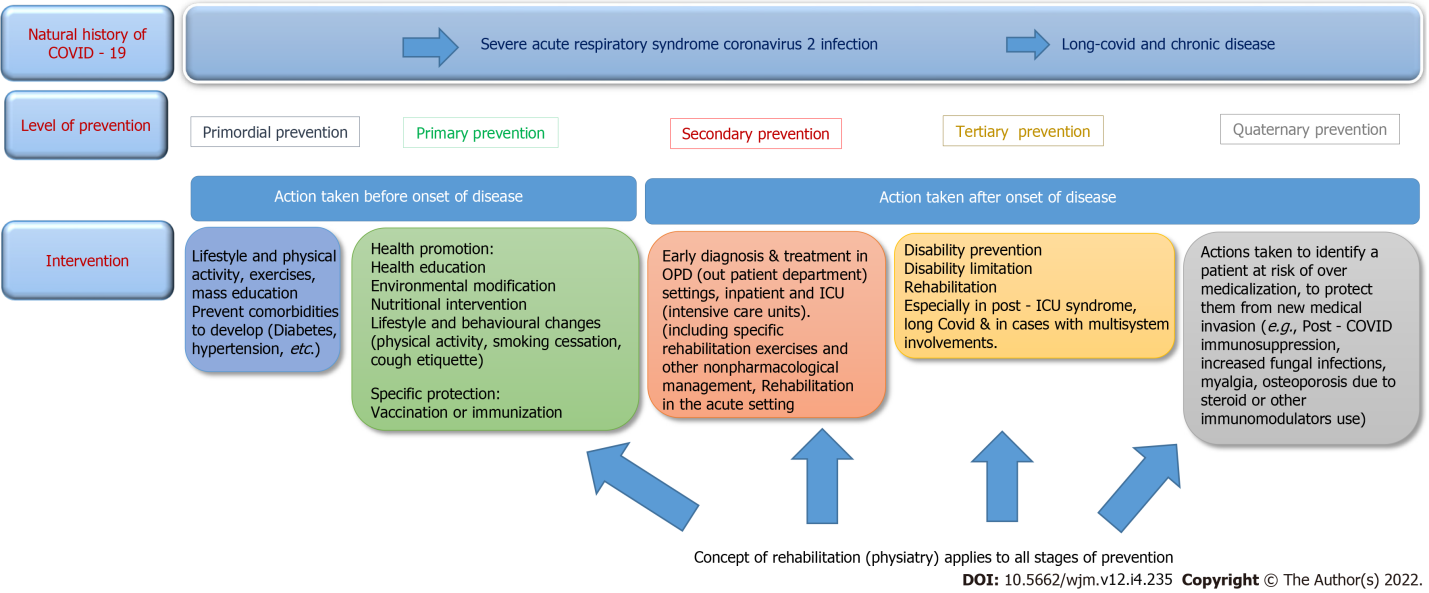 Natural history of
COVID - 19
Severe acute respiratory syndrome coronavirus 2 infection
Long-covid and chronic disease
Level of prevention
Primordial prevention
Primary prevention
Secondary prevention
Tertiary prevention
Quaternary prevention
Action taken before onset of disease
Action taken after onset of disease
Intervention
Lifestyle and physical
activity, exercises,
mass education
Prevent comorbidities
to develop (Diabetes,
hypertension, etc.)
Health promotion:
Health education
Environmental modification
Nutritional intervention
Lifestyle and behavioural changes
(physical activity, smoking cessation,
cough etiquette)
Specific protection:
Vaccination or immunization
Early diagnosis & treatment in
OPD (out patient department)
settings, inpatient and ICU
(intensive care units).
(including specific
rehabilitation exercises and
other nonpharmacological
management, Rehabilitation
in the acute setting
Disability prevention
Disability limitation
Rehabilitation
Especially in post - ICU syndrome,
long Covid & in cases with multisystem
involvements.
Actions taken to identify a
patient at risk of over
medicalization, to protect
them from new medical
invasion (e.g., Post - COVID
immunosuppression,
increased fungal infections,
myalgia, osteoporosis due to
steroid or other
immunomodulators use)
Concept of rehabilitation (physiatry) applies to all stages of prevention
DOI: 10.5662/wjm.v12.i4.235 Copyright © The Author(s) 2022.